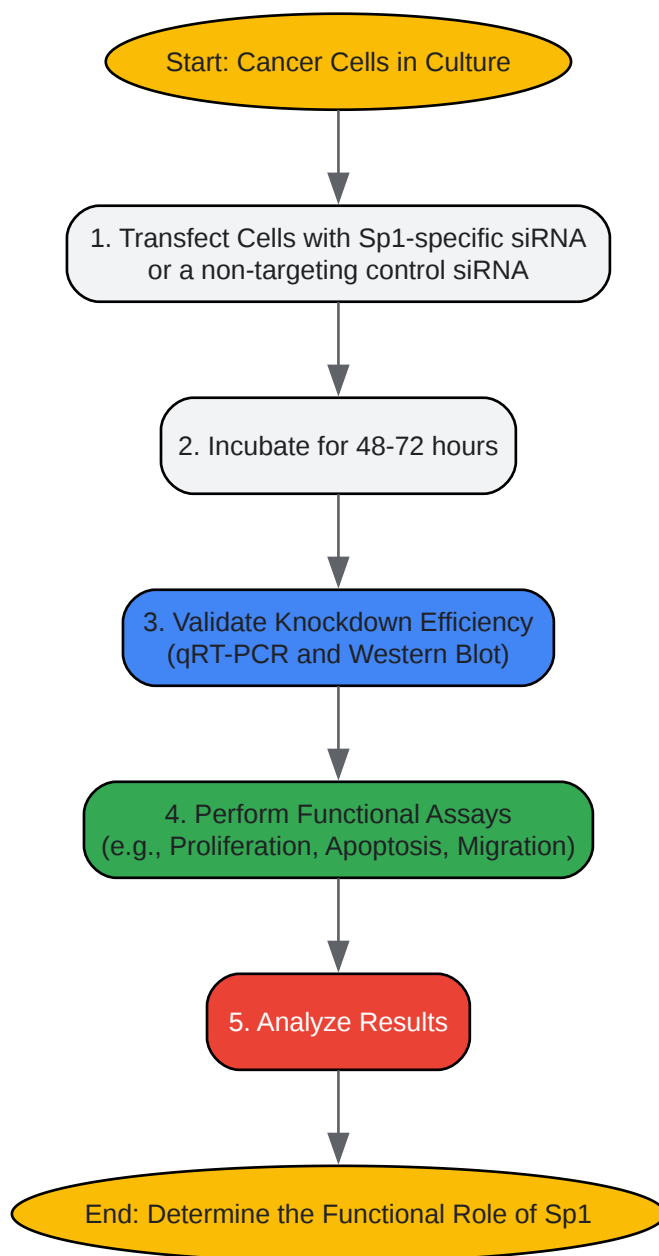 Start: Cancer Cells in Culture
1. Transfect Cells with Sp1-specific siRNA
or a non-targeting control siRNA
2. Incubate for 48-72 hours
3. Validate Knockdown Efficiency
(qRT-PCR and Western Blot)
4. Perform Functional Assays
(e.g., Proliferation, Apoptosis, Migration)
5. Analyze Results
End: Determine the Functional Role of Sp1